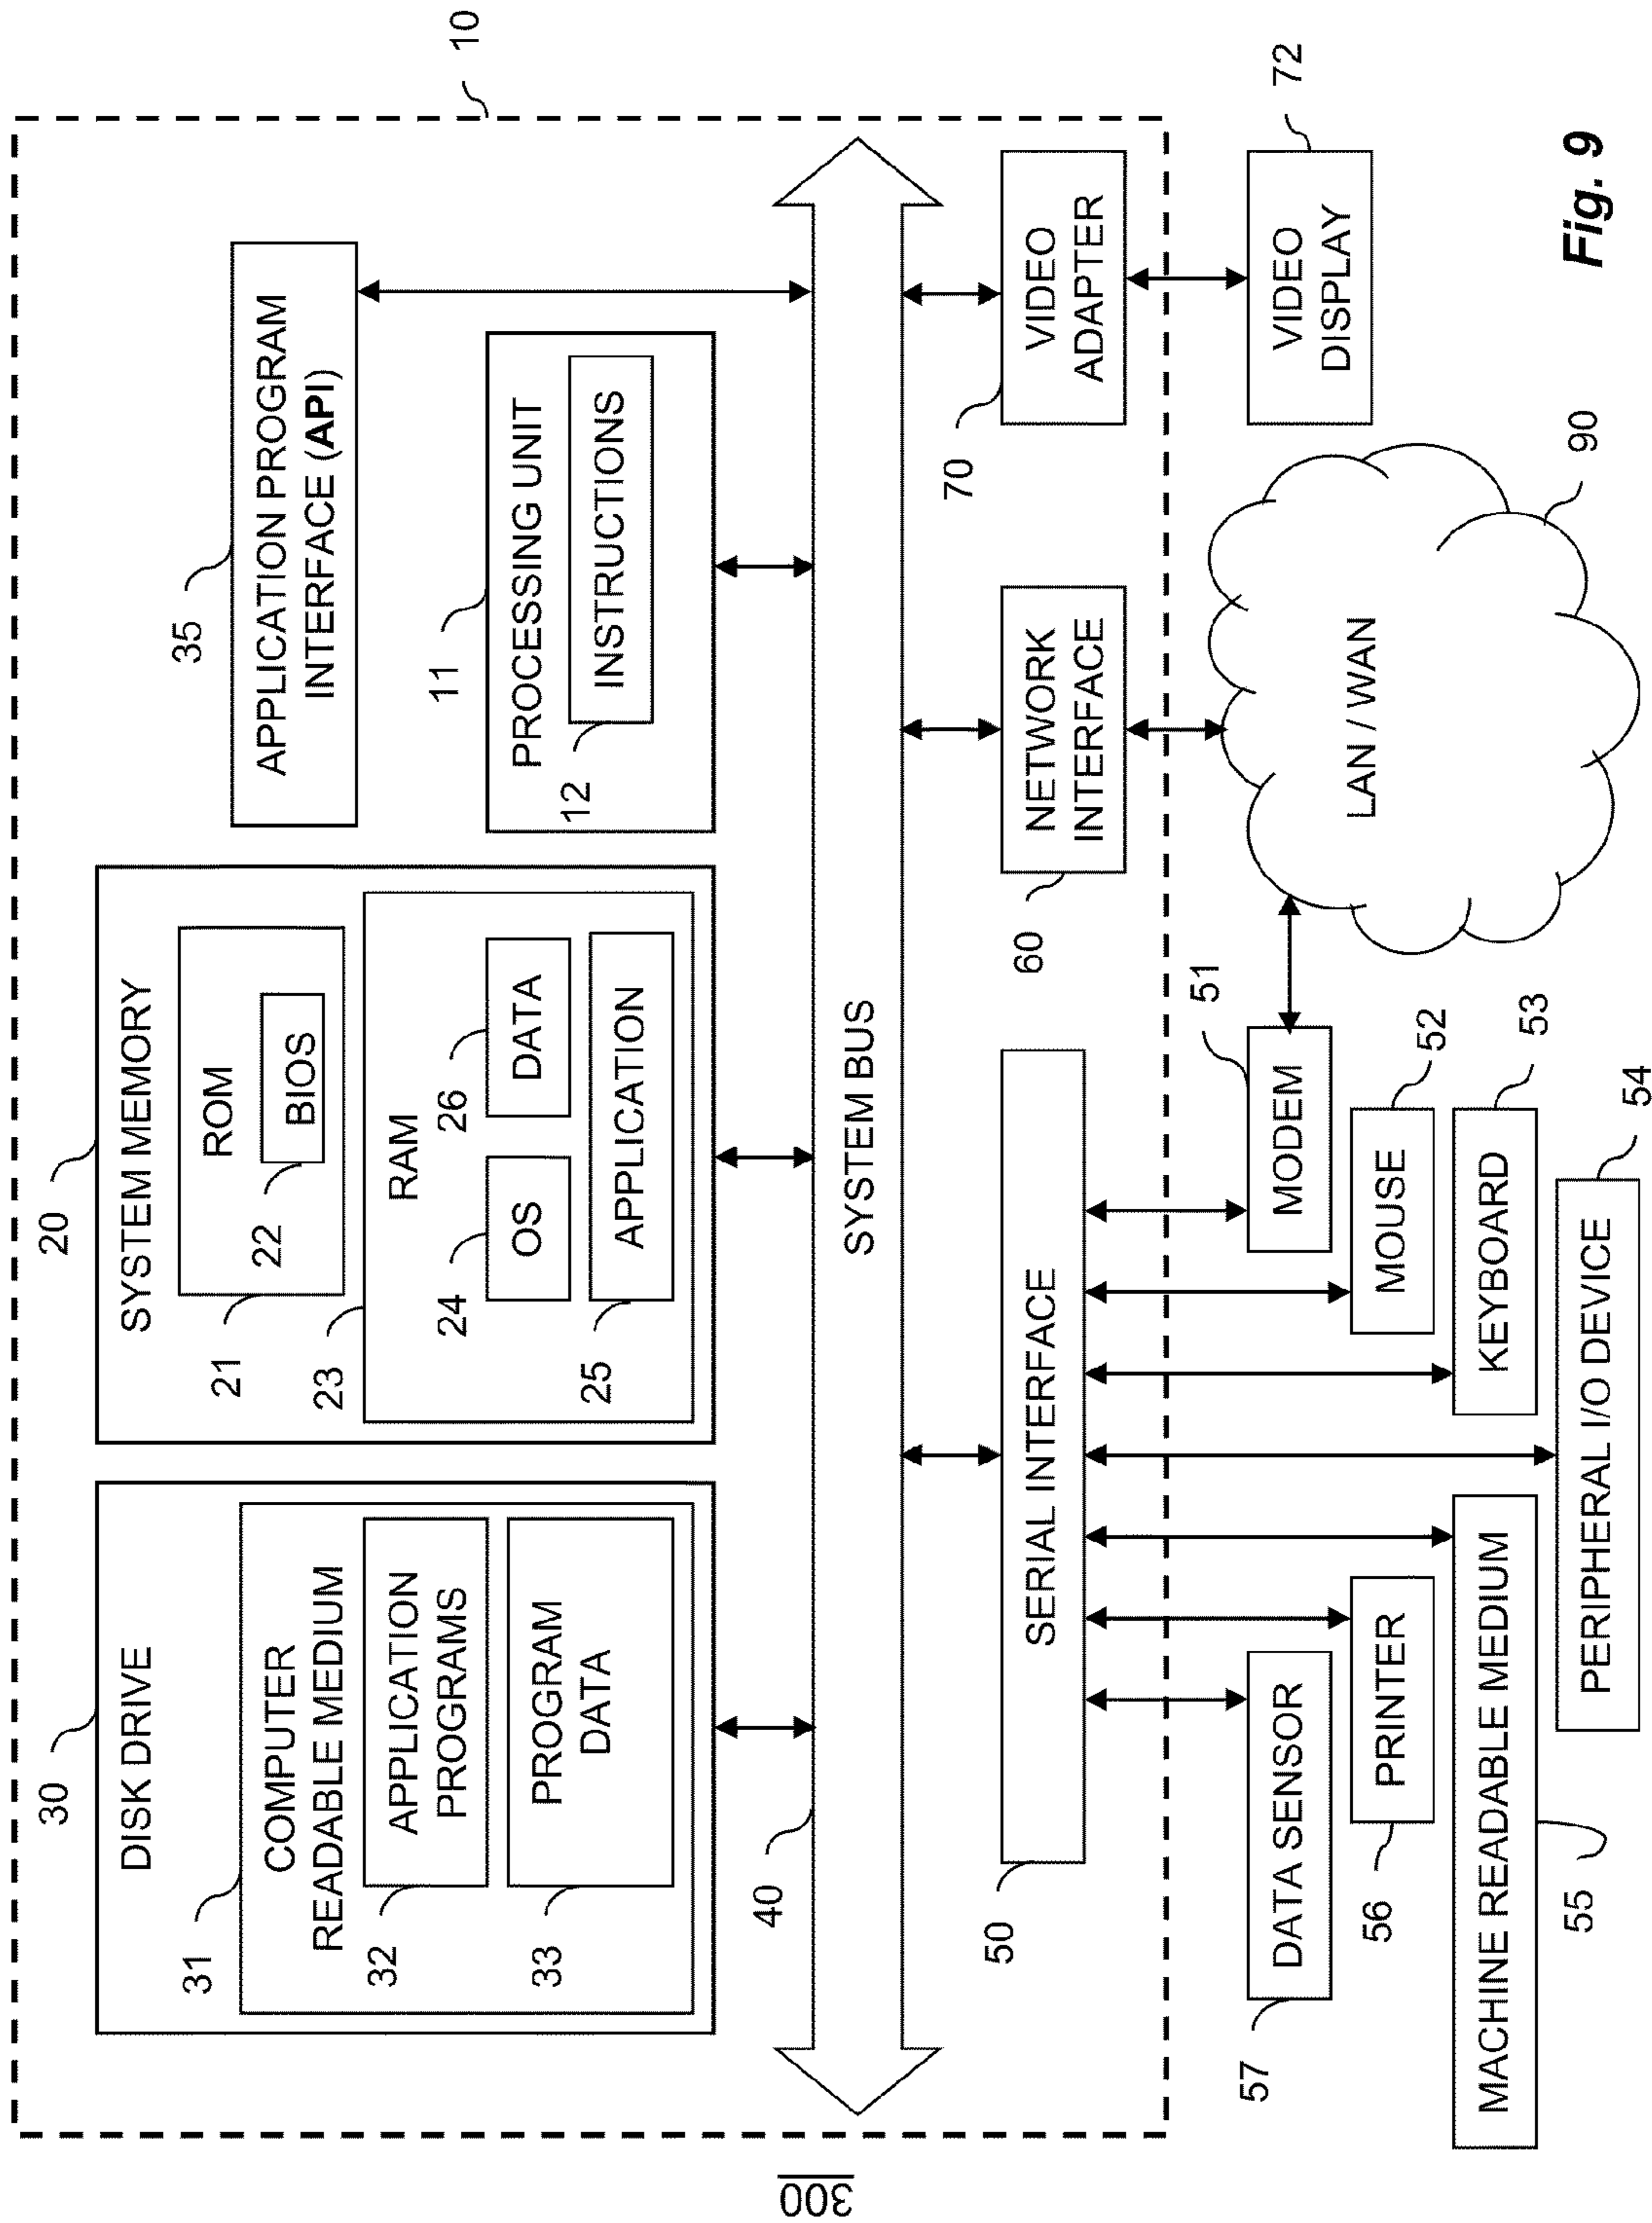 300
10
30
DISK DRIVE
31
COMPUTER
READABLE MEDIUM
32
APPLICATION
PROGRAMS
33
PROGRAM
DATA
20
SYSTEM MEMORY
21
ROM
22
BIOS
23
RAM
24
OS
26
DATA
25
APPLICATION
35
APPLICATION PROGRAM
INTERFACE (API)
11
PROCESSING UNIT
12
INSTRUCTIONS
40
SYSTEM BUS
50
SERIAL INTERFACE
60
NETWORK
INTERFACE
70
VIDEO
ADAPTER
57
DATA SENSOR
56
PRINTER
MACHINE READABLE MEDIUM
55
51
MODEM
MOUSE
52
KEYBOARD
53
PERIPHERAL I/O DEVICE
54
LAN / WAN
90
VIDEO
DISPLAY
72
Fig. 9